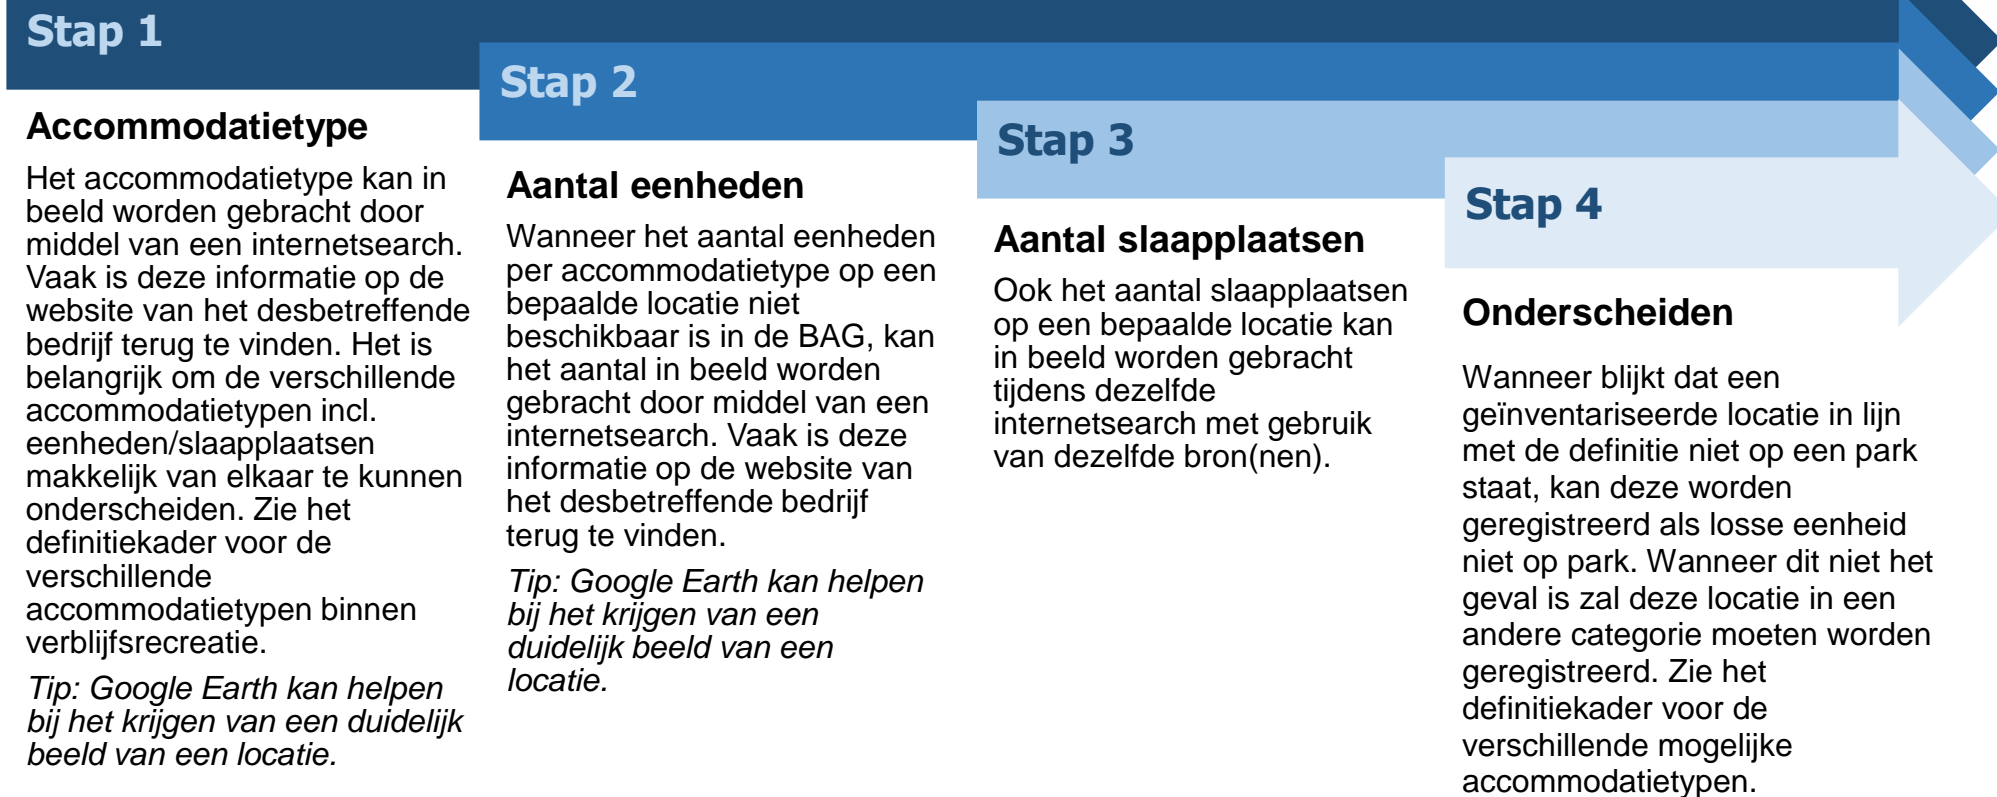 Stap 1
Accommodatietype
Het accommodatietype kan in
beeld worden gebracht door
middel van een internetsearch.
Vaak is deze informatie op de
website van het desbetreffende
bedrijf terug te vinden. Het is
belangrijk om de verschillende
accommodatietypen incl.
eenheden/slaapplaatsen
makkelijk van elkaar te kunnen
onderscheiden. Zie het
definitiekader voor de
verschillende
accommodatietypen binnen
verblijfsrecreatie.
Tip: Google Earth kan helpen
bij het krijgen van een duidelijk
beeld van een locatie.
Stap 2
Aantal eenheden
Wanneer het aantal eenheden
per accommodatietype op een
bepaalde locatie niet
beschikbaar is in de BAG, kan
het aantal in beeld worden
gebracht door middel van een
internetsearch. Vaak is deze
informatie op de website van
het desbetreffende bedrijf
terug te vinden.
Tip: Google Earth kan helpen
bij het krijgen van een
duidelijk beeld van een
locatie.
Stap 3
Aantal slaapplaatsen
Ook het aantal slaapplaatsen
op een bepaalde locatie kan
in beeld worden gebracht
tijdens dezelfde
internetsearch met gebruik
van dezelfde bron(nen).
Stap 4
Onderscheiden
Wanneer blijkt dat een
geïnventariseerde locatie in lijn
met de definitie niet op een park
staat, kan deze worden
geregistreerd als losse eenheid
niet op park. Wanneer dit niet het
geval is zal deze locatie in een
andere categorie moeten worden
geregistreerd. Zie het
definitiekader voor de
verschillende mogelijke
accommodatietypen.